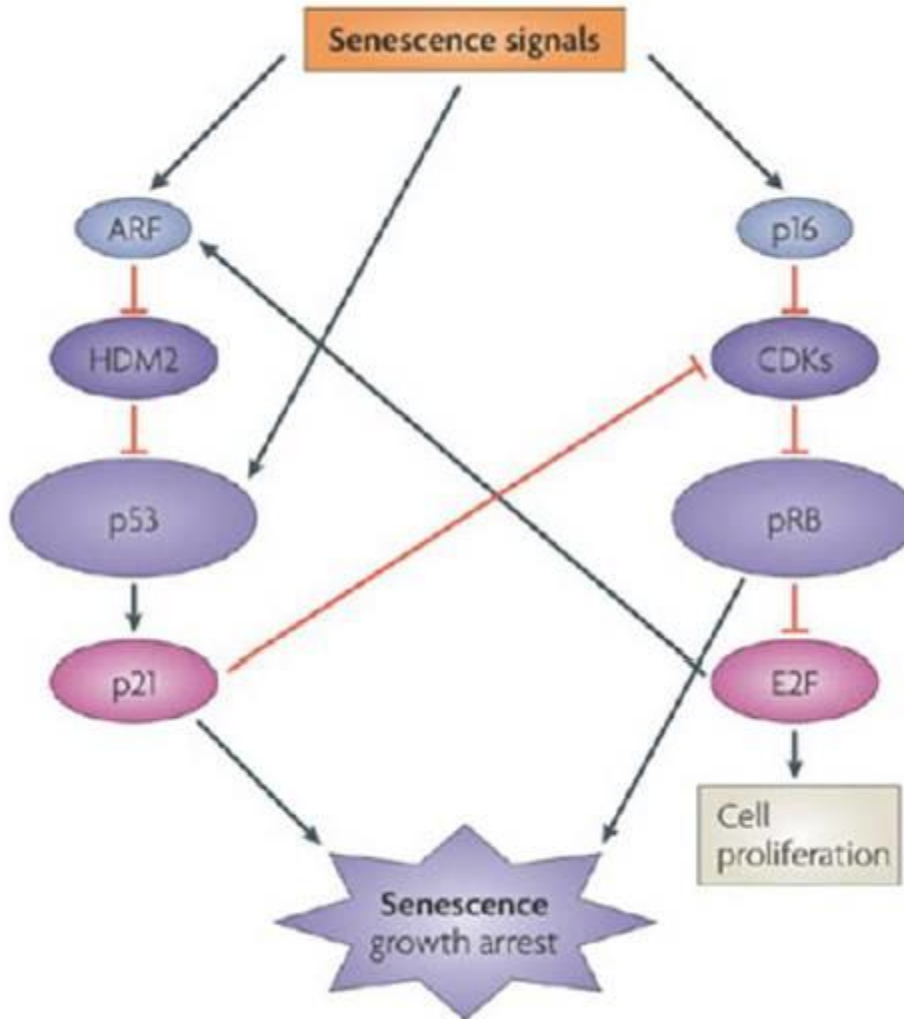 Senescence signals
ARF
p16
HDM2
CDKs
p53
pRB
p21
E2F
Cell
proliferation
Senescence
growth arrest